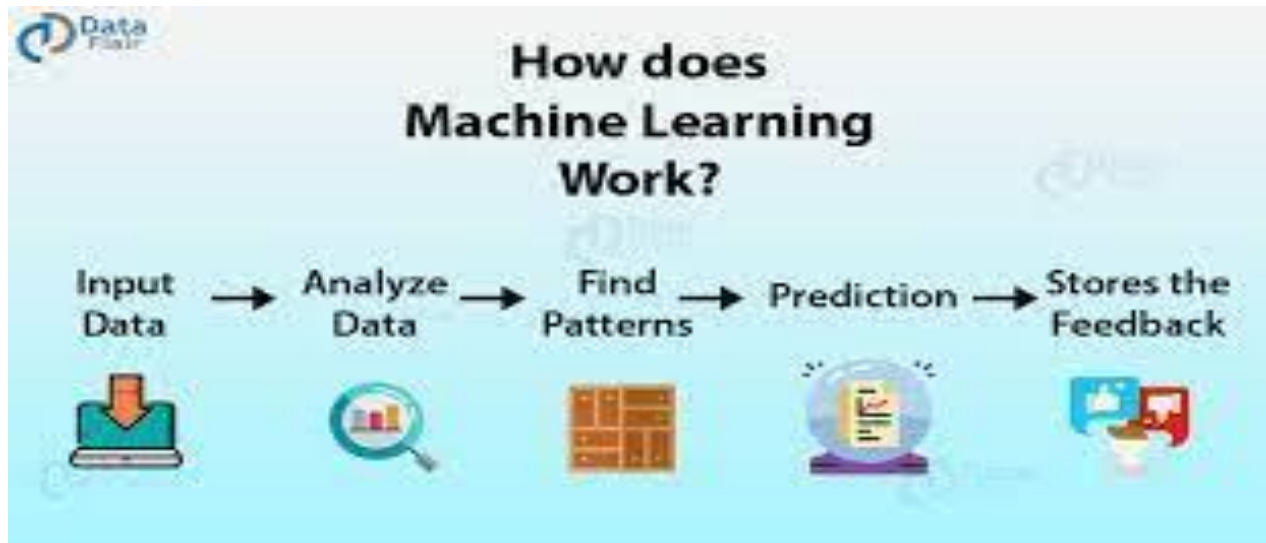 Data
Flair
How does
Machine Learning
Work?
Input
Data
Analyze
Data
Find
Patterns
Prediction
Stores the
Feedback